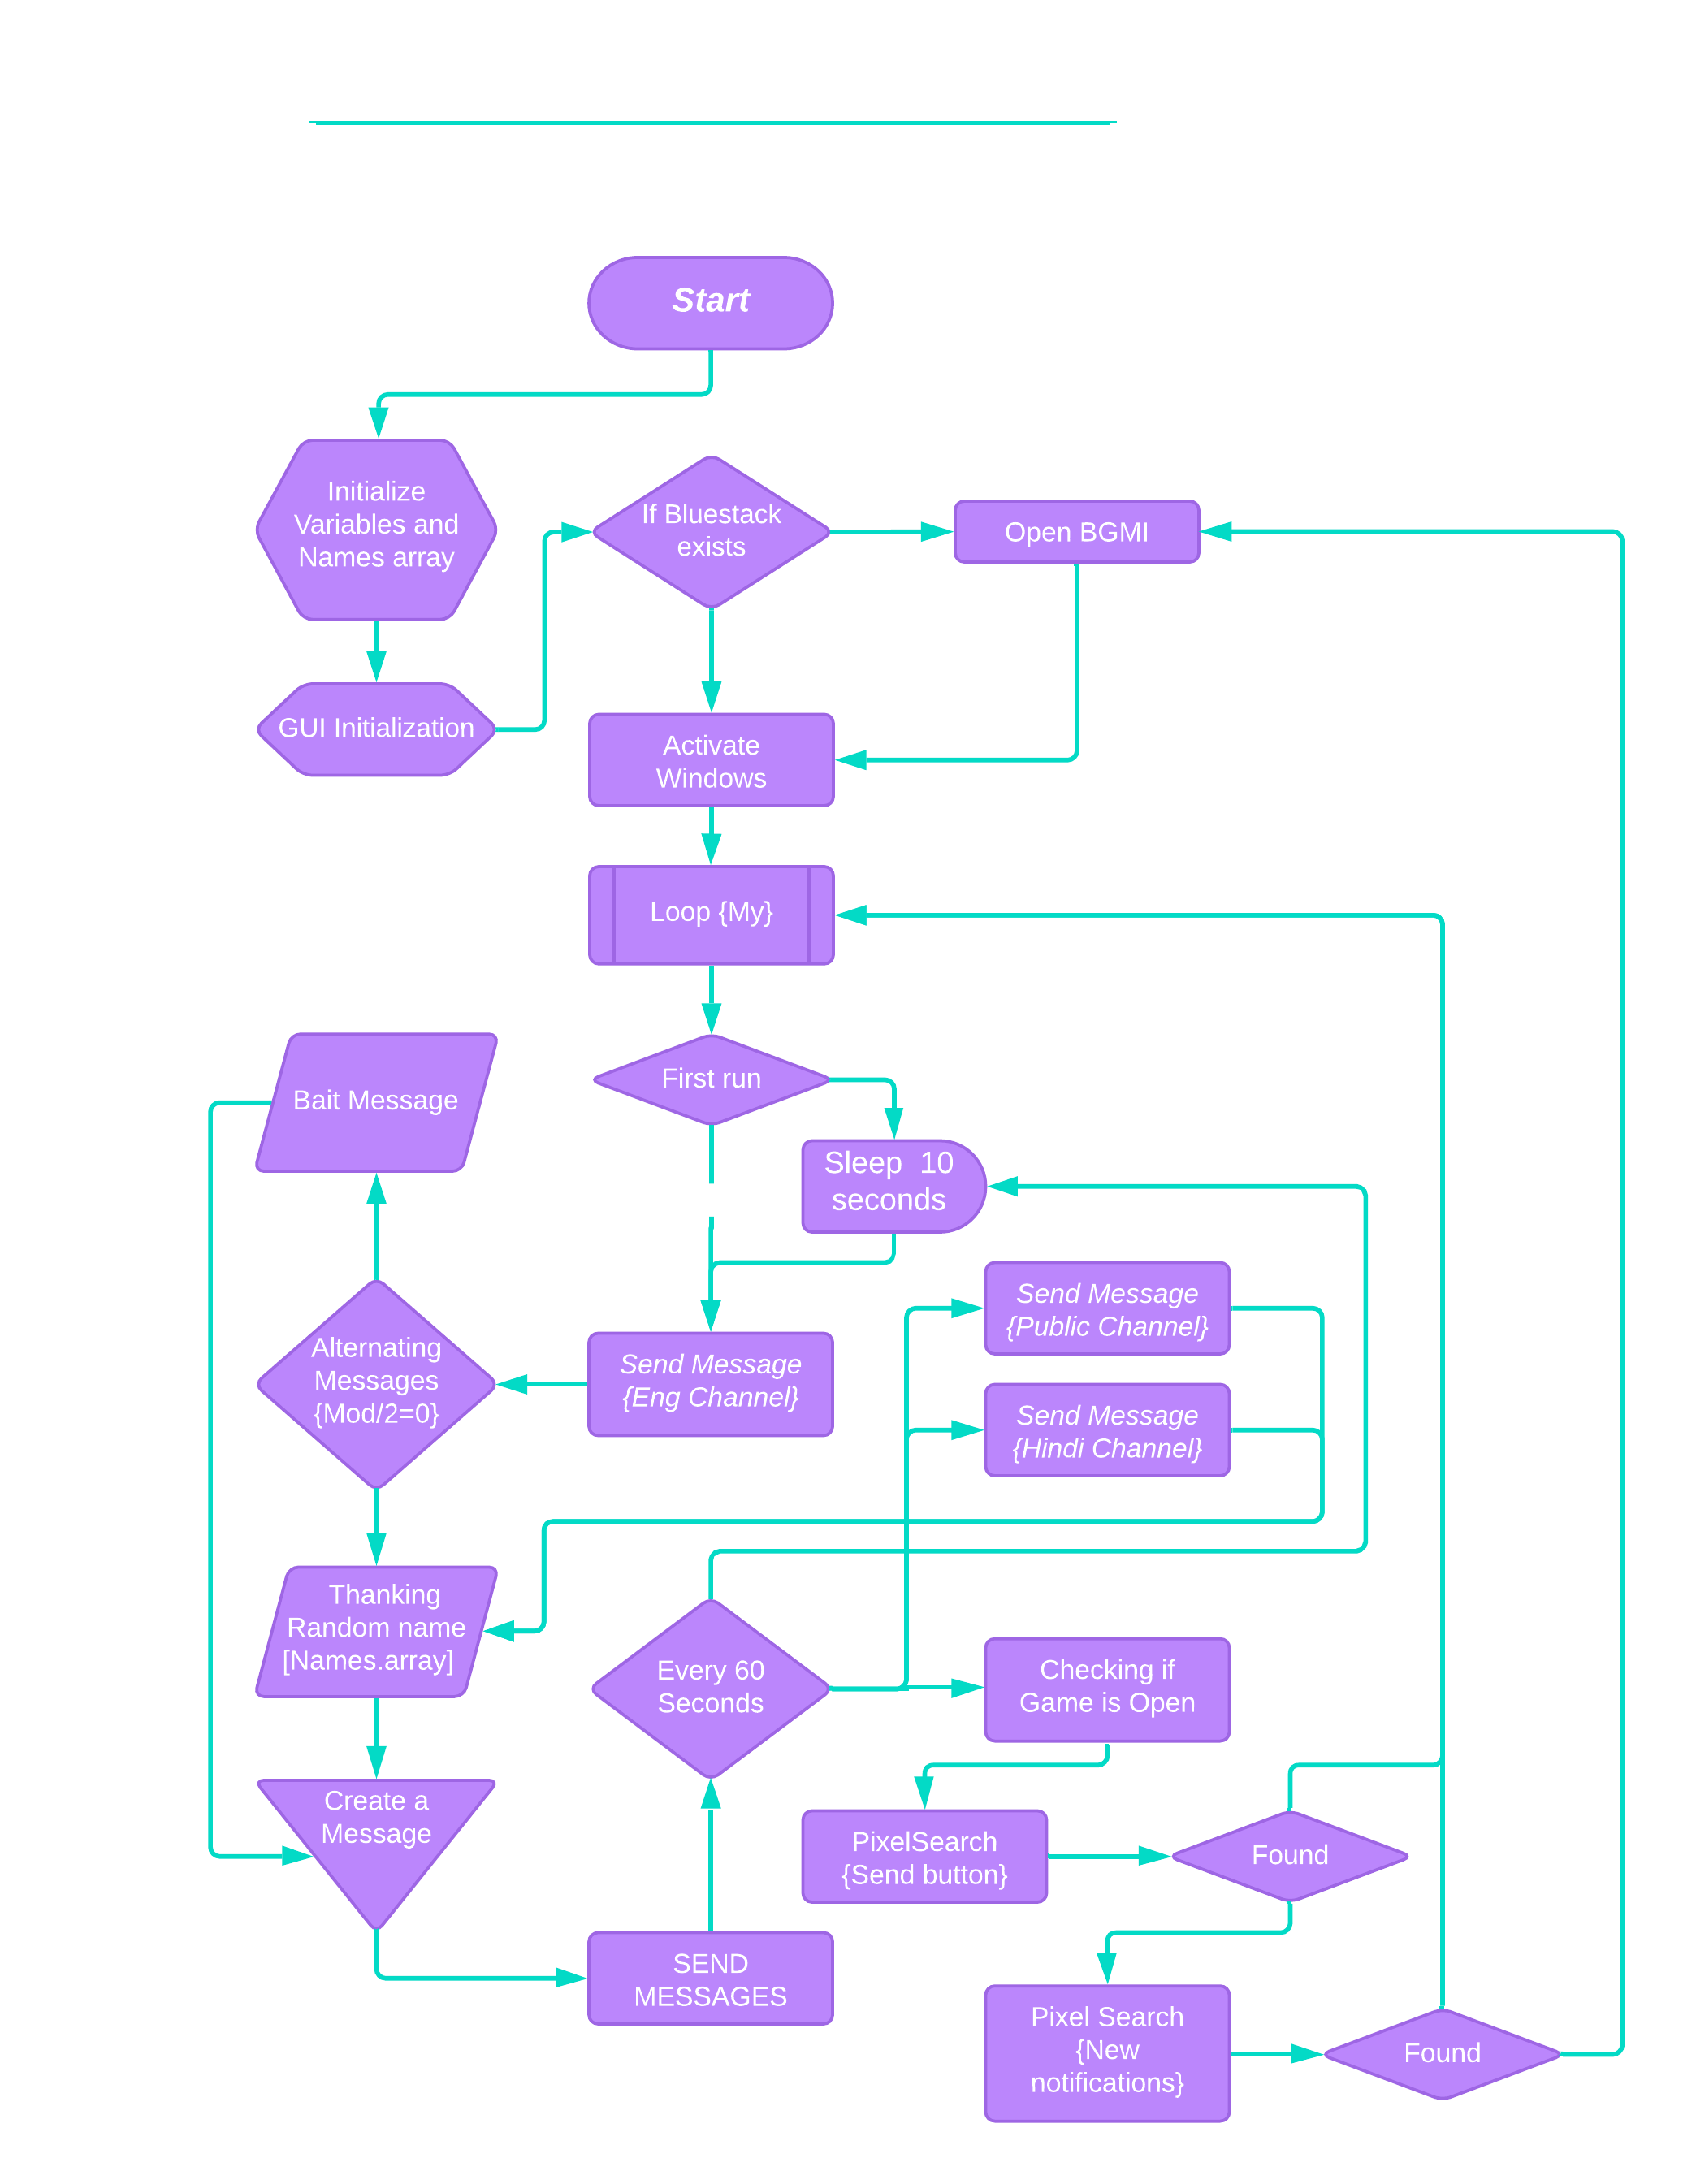 Start
Initialize
Variables and
Names array
If Bluestack
exists
Open BGMI
GUI Initialization
Activate
Windows
Loop {My}
First run
Bait Message
Sleep  10
seconds
Send Message
{Public Channel}
Alternating
Messages
{Mod/2=0}
Send Message
{Eng Channel}
Send Message
{Hindi Channel}
Thanking
Random name
[Names.array]
Every 60
Seconds
Checking if
Game is Open
Create a
Message
PixelSearch
{Send button}
Found
SEND
MESSAGES
Pixel Search
{New
notifications}
Found